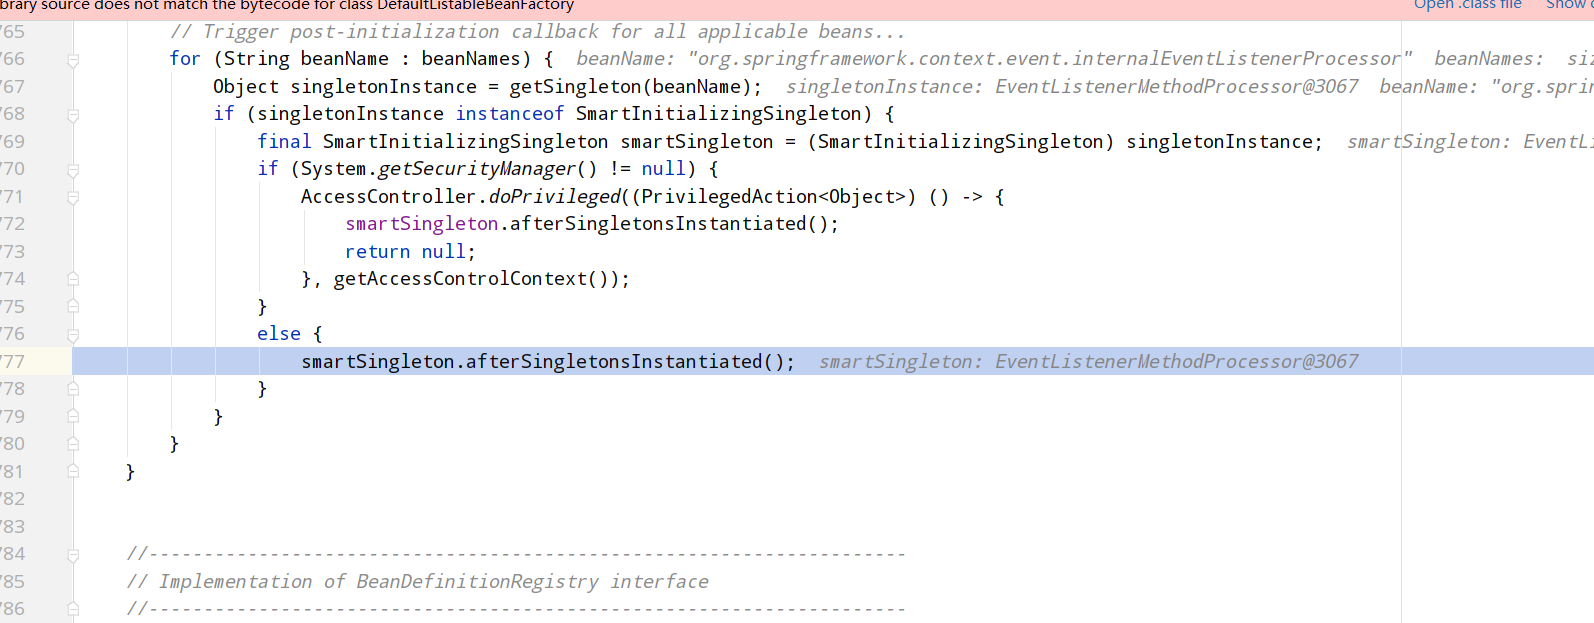 brary source does not match the bytecode for class DefaultListableBeanFactory Open .class file Show
765 // Trigger post-initialization callback for all applicable beans...
766 for (String beanName : beanNames) { beanName: "org.springframework.context.event.internalEventListenerProcessor" beanNames: siz
767 Object singletonInstance = getSingleton(beanName); singletonInstance: EventListenerMethodProcessor@3067 beanName: "org.sprin
768 if (singletonInstance instanceof SmartInitializingSingleton) {
769 final SmartInitializingSingleton smartSingleton = (SmartInitializingSingleton) singletonInstance; smartSingleton: EventLi
770 if (System.getSecurityManager() != null) {
771 AccessController.doPrivileged((PrivilegedAction<Object>) () -> {
772 smartSingleton.afterSingletonsInstantiated();
773 return null;
774 }, getAccessControlContext());
775 }
776 else {
777 smartSingleton.afterSingletonsInstantiated(); smartSingleton: EventListenerMethodProcessor@3067
778 }
779 }
780 }
781 }
782
783
784 //---------------------------------------------------------------------
785 // Implementation of BeanDefinitionRegistry interface
786 //---------------------------------------------------------------------